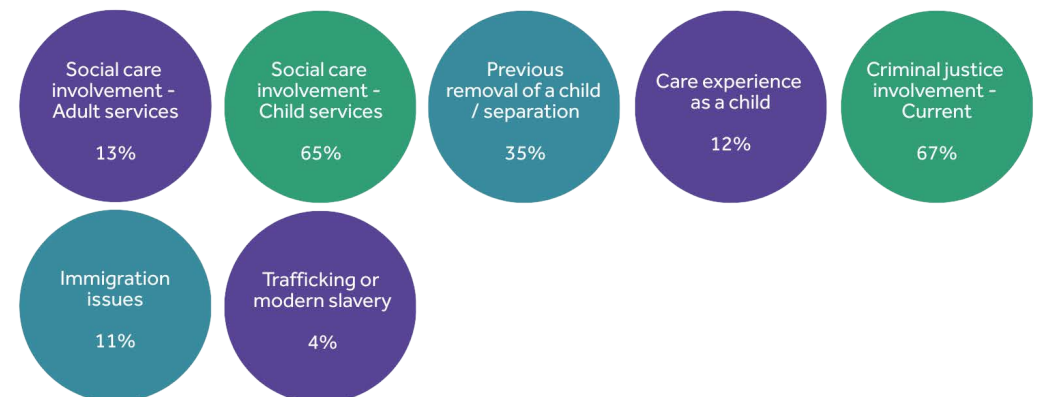 Social care
involvement -
Adult services
13%
Social care
involvement -
Child services
65%
Previous
removal of a child
/ separation
35%
Care experience
as a child
12%
Criminal justice
involvement -
Current
67%
Immigration
issues
11%
Trafficking or
modern slavery
4%